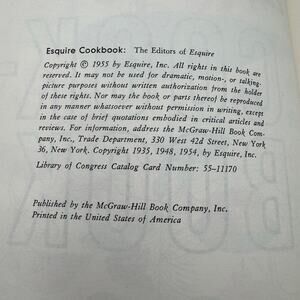 Esquire Cookbook: The Editors of Esquire
Copyright © 1955 by Esquire, Inc. All rights in this book are
reserved. It may not be used for dramatic, motion-, or talking-
picture purposes without written authorization from the holder
of these rights. Nor may the book or parts thereof be reproduced
in any manner whatsoever without permission in writing, except
in the case of brief quotations embodied in critical articles and
reviews. For information, address the McGraw-Hill Book Com-
pany, Inc., Trade Department, 330 West 42d Street, New York
36, New York. Copyright 1935, 1948, 1954, by Esquire, Inc.
Library of Congress Catalog Card Number: 55-11170
Published by the McGraw-Hill Book Company, Inc.
Printed in the United States of America